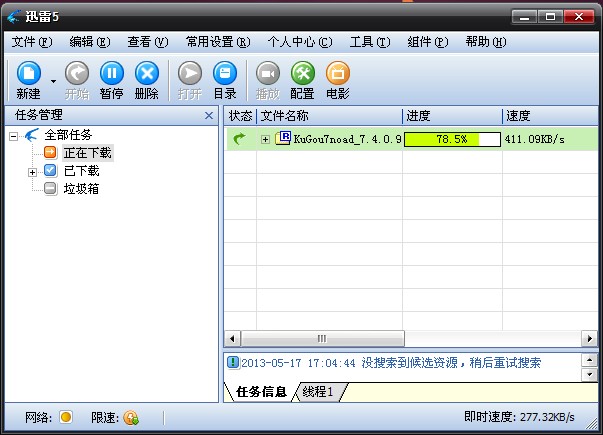 迅雷5
文件(F) 编辑(E) 查看(V) 常用设置(R) 个人中心(C) 工具(T) 组件(P) 帮助(H)
新建 开始 暂停 删除 打开 目录 播放 配置 电影
任务管理
全部任务
正在下载
已下载
垃圾箱
状态 文件名称 进度 速度
KuGou7noad_7.4.0.9 78.5% 411.09KB/s
2013-05-17 17:04:44 没搜索到候选资源，稍后重试搜索
任务信息 线程1
网络: 限速: 即时速度: 277.32KB/s